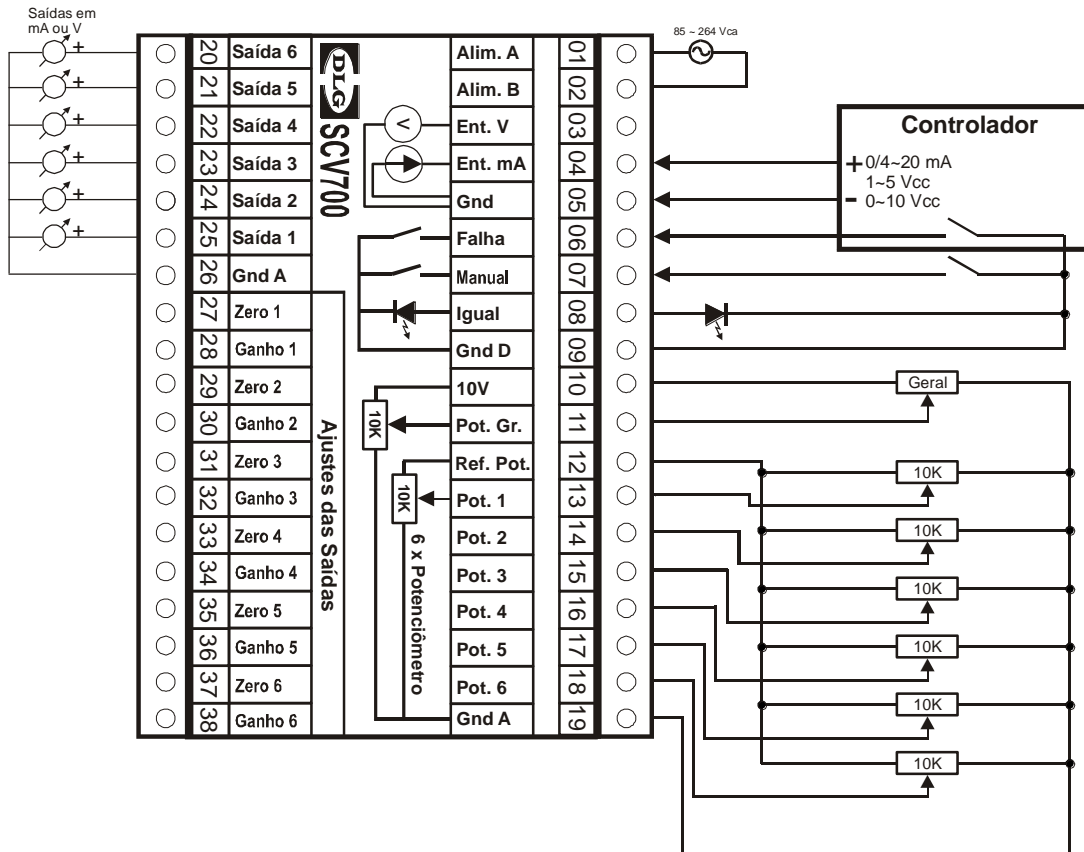 Saídas em
mA ou V
20 Saída 6
21 Saída 5
22 Saída 4
23 Saída 3
24 Saída 2
25 Saída 1
26 Gnd A
27 Zero 1
28 Ganho 1
29 Zero 2
30 Ganho 2
31 Zero 3
32 Ganho 3
33 Zero 4
34 Ganho 4
35 Zero 5
36 Ganho 5
37 Zero 6
38 Ganho 6
+
+
+
+
+
+
DLG
SCV700
Ajustes das Saídas
V
10K
10K
6 x Potenciômetro
Alim. A 01
Alim. B 02
Ent. V 03
Ent. mA 04
Gnd 05
Falha 06
Manual 07
Igual 08
Gnd D 09
10V 10
Pot. Gr. 11
Ref. Pot. 12
Pot. 1 13
Pot. 2 14
Pot. 3 15
Pot. 4 16
Pot. 5 17
Pot. 6 18
Gnd A 19
85 ~ 264 Vca
Controlador
+ 0/4~20 mA
1~5 Vcc
- 0~10 Vcc
Geral
10K
10K
10K
10K
10K
10K